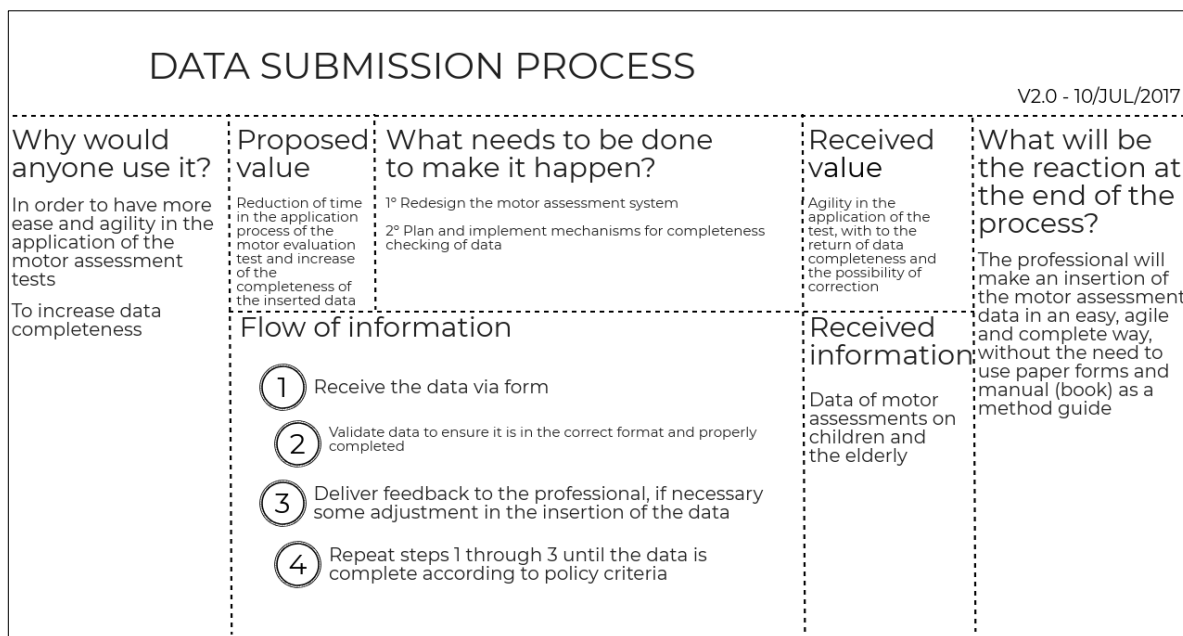 DATA SUBMISSION PROCESS
V2.0 - 10/JUL/2017
Why would
anyone use it?
In order to have more
ease and agility in the
application of the
motor assessment
tests
To increase data
completeness
Proposed
value
Reduction of time
in the application
process of the
motor evaluation
test and increase
of the
completeness of
the inserted data
What needs to be done
to make it happen?
1º Redesign the motor assessment system
2º Plan and implement mechanisms for completeness
checking of data
Received
value
Agility in the
application of the
test, with to the
return of data
completeness and
the possibility of
correction
What will be
the reaction at
the end of the
process?
The professional will
make an insertion of
the motor assessment
data in an easy, agile
and complete way,
without the need to
use paper forms and
manual (book) as a
method guide
Flow of information
1 Receive the data via form
2 Validate data to ensure it is in the correct format and properly
completed
3 Deliver feedback to the professional, if necessary
some adjustment in the insertion of the data
4 Repeat steps 1 through 3 until the data is
complete according to policy criteria
Received
information
Data of motor
assessments on
children and
the elderly